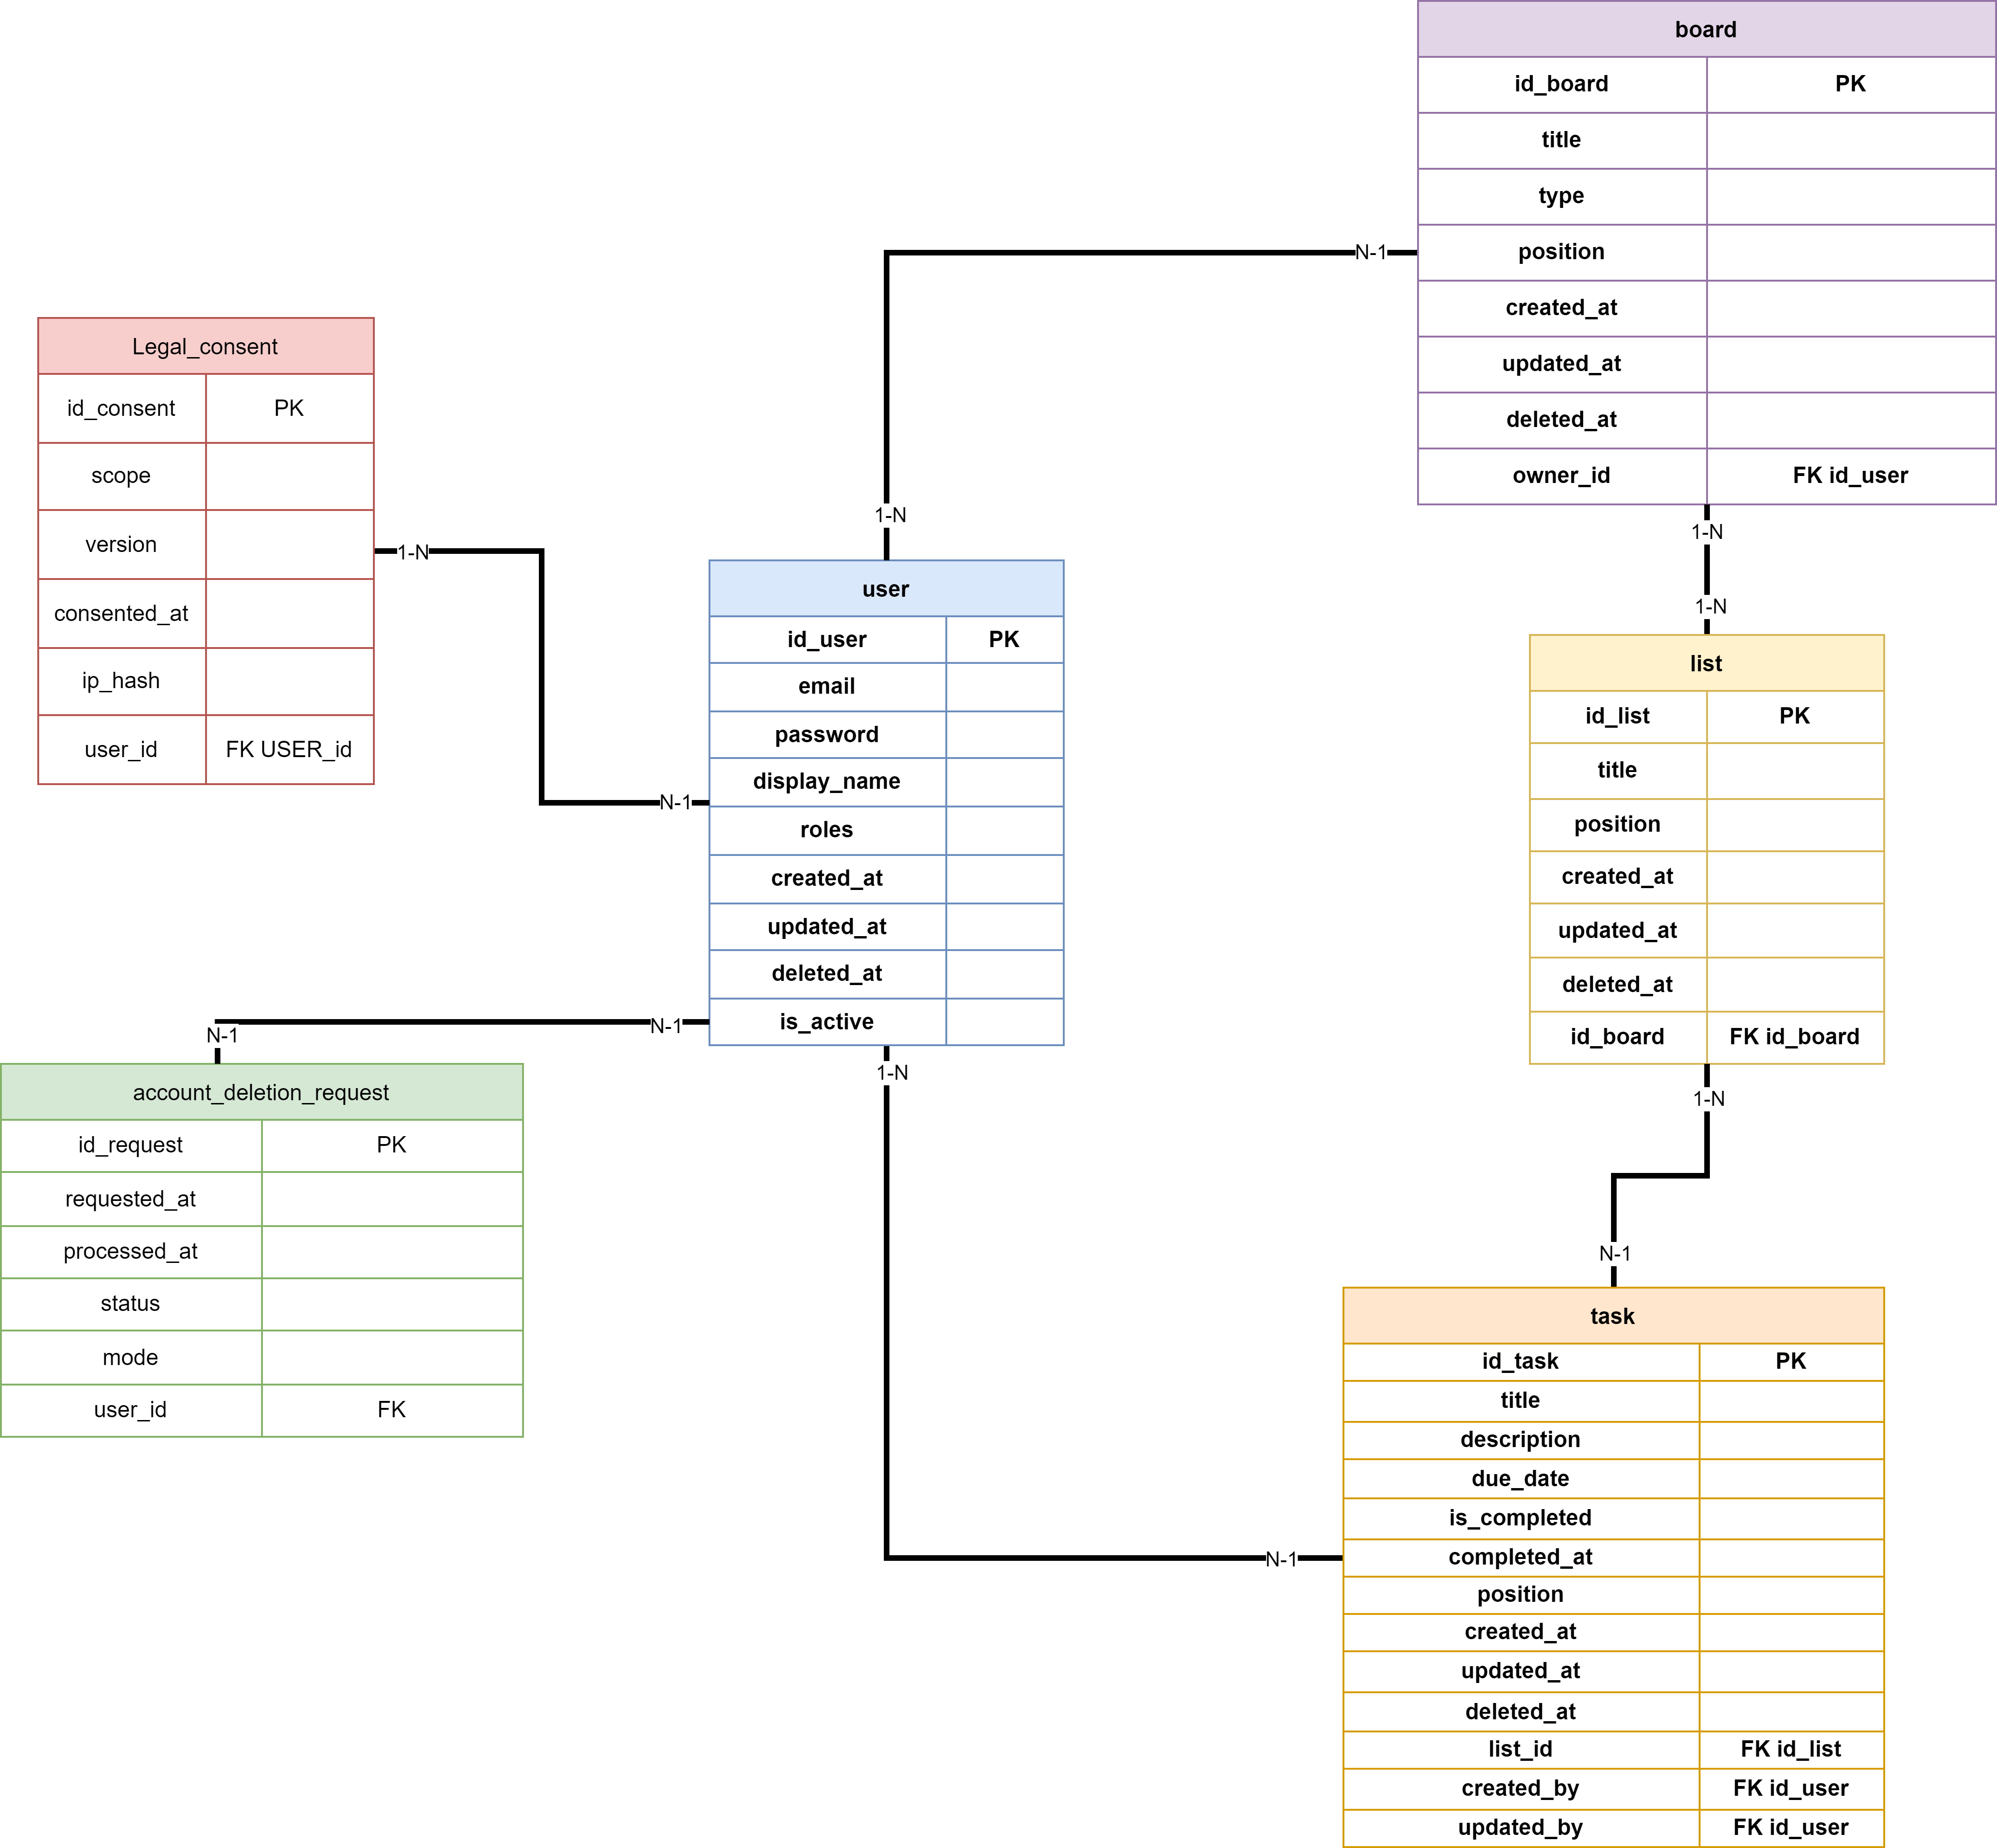 board
id_board PK
title
type
position
created_at
updated_at
deleted_at
owner_id FK id_user
N-1
1-N
1-N
1-N
Legal_consent
id_consent PK
scope
version
consented_at
ip_hash
user_id FK USER_id
1-N
N-1
user
id_user PK
email
password
display_name
roles
created_at
updated_at
deleted_at
is_active
list
id_list PK
title
position
created_at
updated_at
deleted_at
id_board FK id_board
N-1
N-1
1-N
1-N
N-1
N-1
account_deletion_request
id_request PK
requested_at
processed_at
status
mode
user_id FK
task
id_task PK
title
description
due_date
is_completed
completed_at
position
created_at
updated_at
deleted_at
list_id FK id_list
created_by FK id_user
updated_by FK id_user